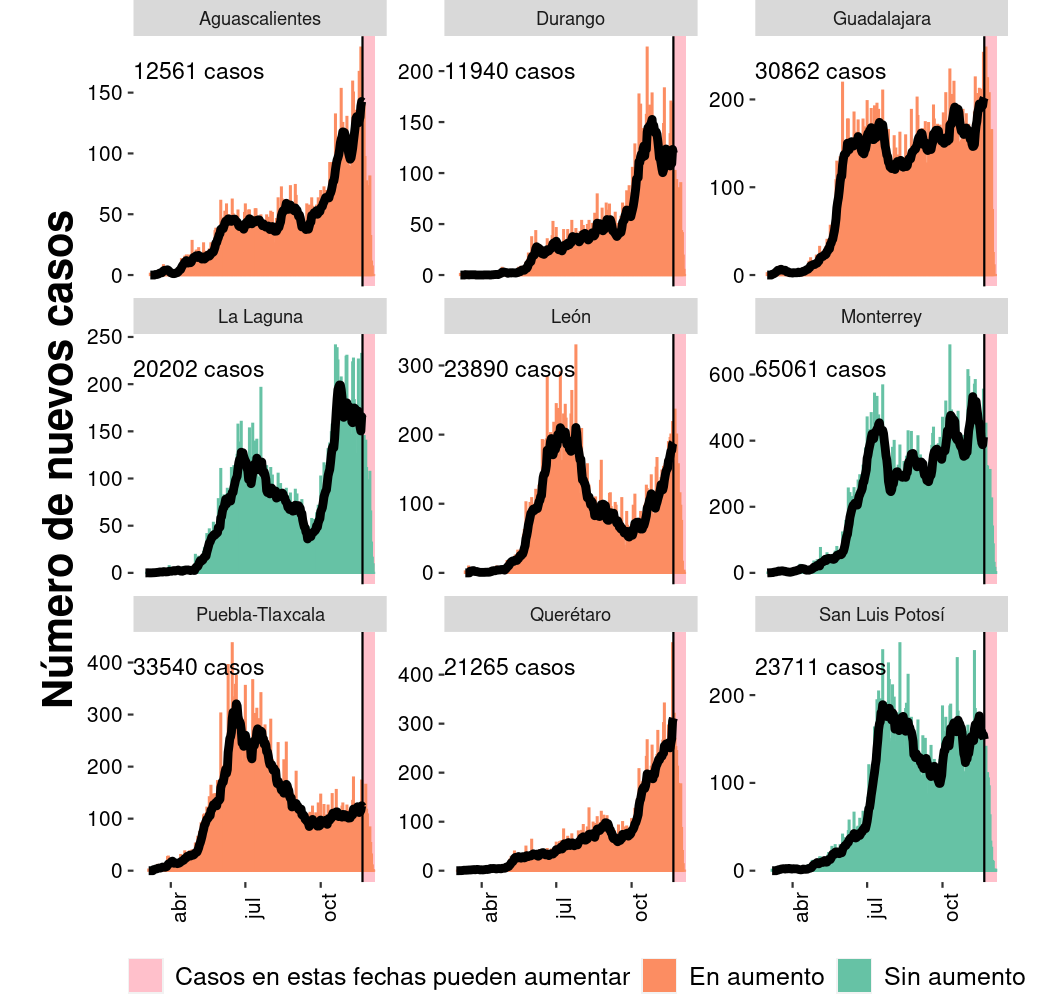 Número de nuevos casos
Aguascalientes
12561 casos
150
100
50
0
Durango
11940 casos
200
150
100
50
0
Guadalajara
30862 casos
200
100
0
La Laguna
20202 casos
250
200
150
100
50
0
León
23890 casos
300
200
100
0
Monterrey
65061 casos
600
400
200
0
Puebla-Tlaxcala
33540 casos
400
300
200
100
0
abr
jul
oct
Querétaro
21265 casos
400
300
200
100
0
abr
jul
oct
San Luis Potosí
23711 casos
200
100
0
abr
jul
oct
Casos en estas fechas pueden aumentar
En aumento
Sin aumento